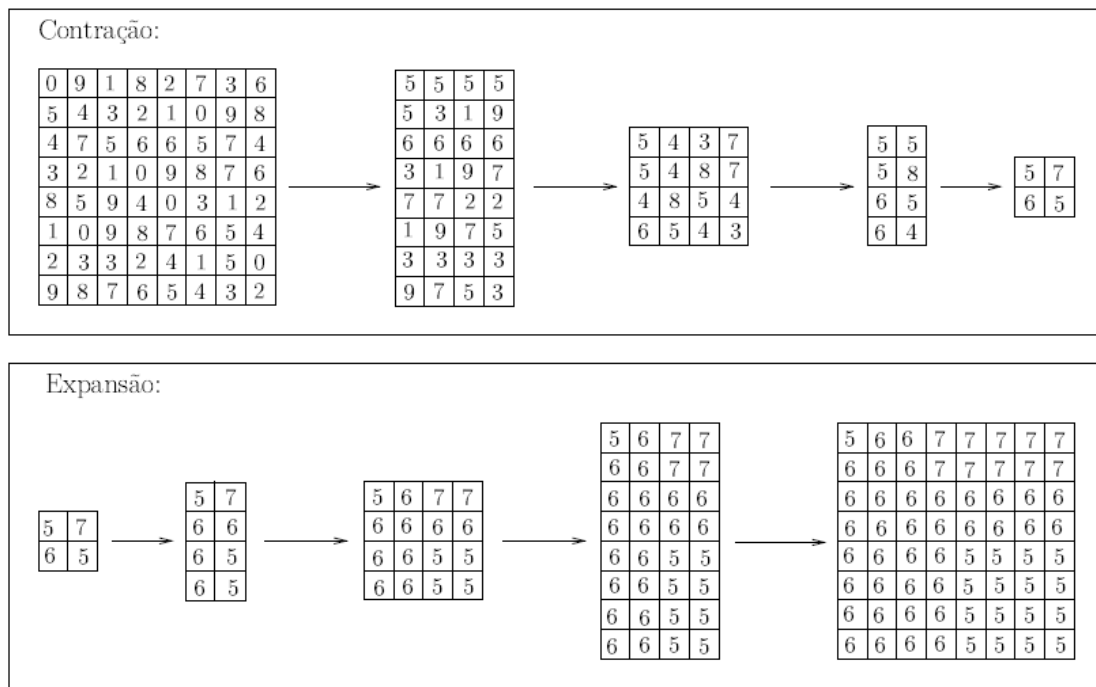 Contração:
0 9 1 8 2 7 3 6
5 4 3 2 1 0 9 8
4 7 5 6 6 5 7 4
3 2 1 0 9 8 7 6
8 5 9 4 0 3 1 2
1 0 9 8 7 6 5 4
2 3 3 2 4 1 5 0
9 8 7 6 5 4 3 2
5 5 5 5
5 3 1 9
6 6 6 6
3 1 9 7
7 7 2 2
1 9 7 5
3 3 3 3
9 7 5 3
5 4 3 7
5 4 8 7
4 8 5 4
6 5 4 3
5 5
5 8
6 5
6 4
5 7
6 5
Expansão:
5 7
6 5
5 7
6 6
6 5
6 5
5 6 7 7
6 6 6 6
6 6 5 5
6 6 5 5
5 6 7 7
6 6 7 7
6 6 6 6
6 6 6 6
6 6 5 5
6 6 5 5
6 6 5 5
6 6 5 5
5 6 6 7 7 7 7 7
6 6 6 7 7 7 7 7
6 6 6 6 6 6 6 6
6 6 6 6 6 6 6 6
6 6 6 6 5 5 5 5
6 6 6 6 5 5 5 5
6 6 6 6 5 5 5 5
6 6 6 6 5 5 5 5